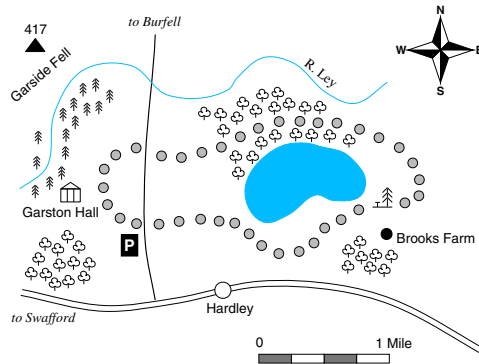 to Burfell
417
Garside Fell
R. Ley
N
W
E
S
Garston Hall
P
Brooks Farm
Hardley
to Swafford
0
1 Mile